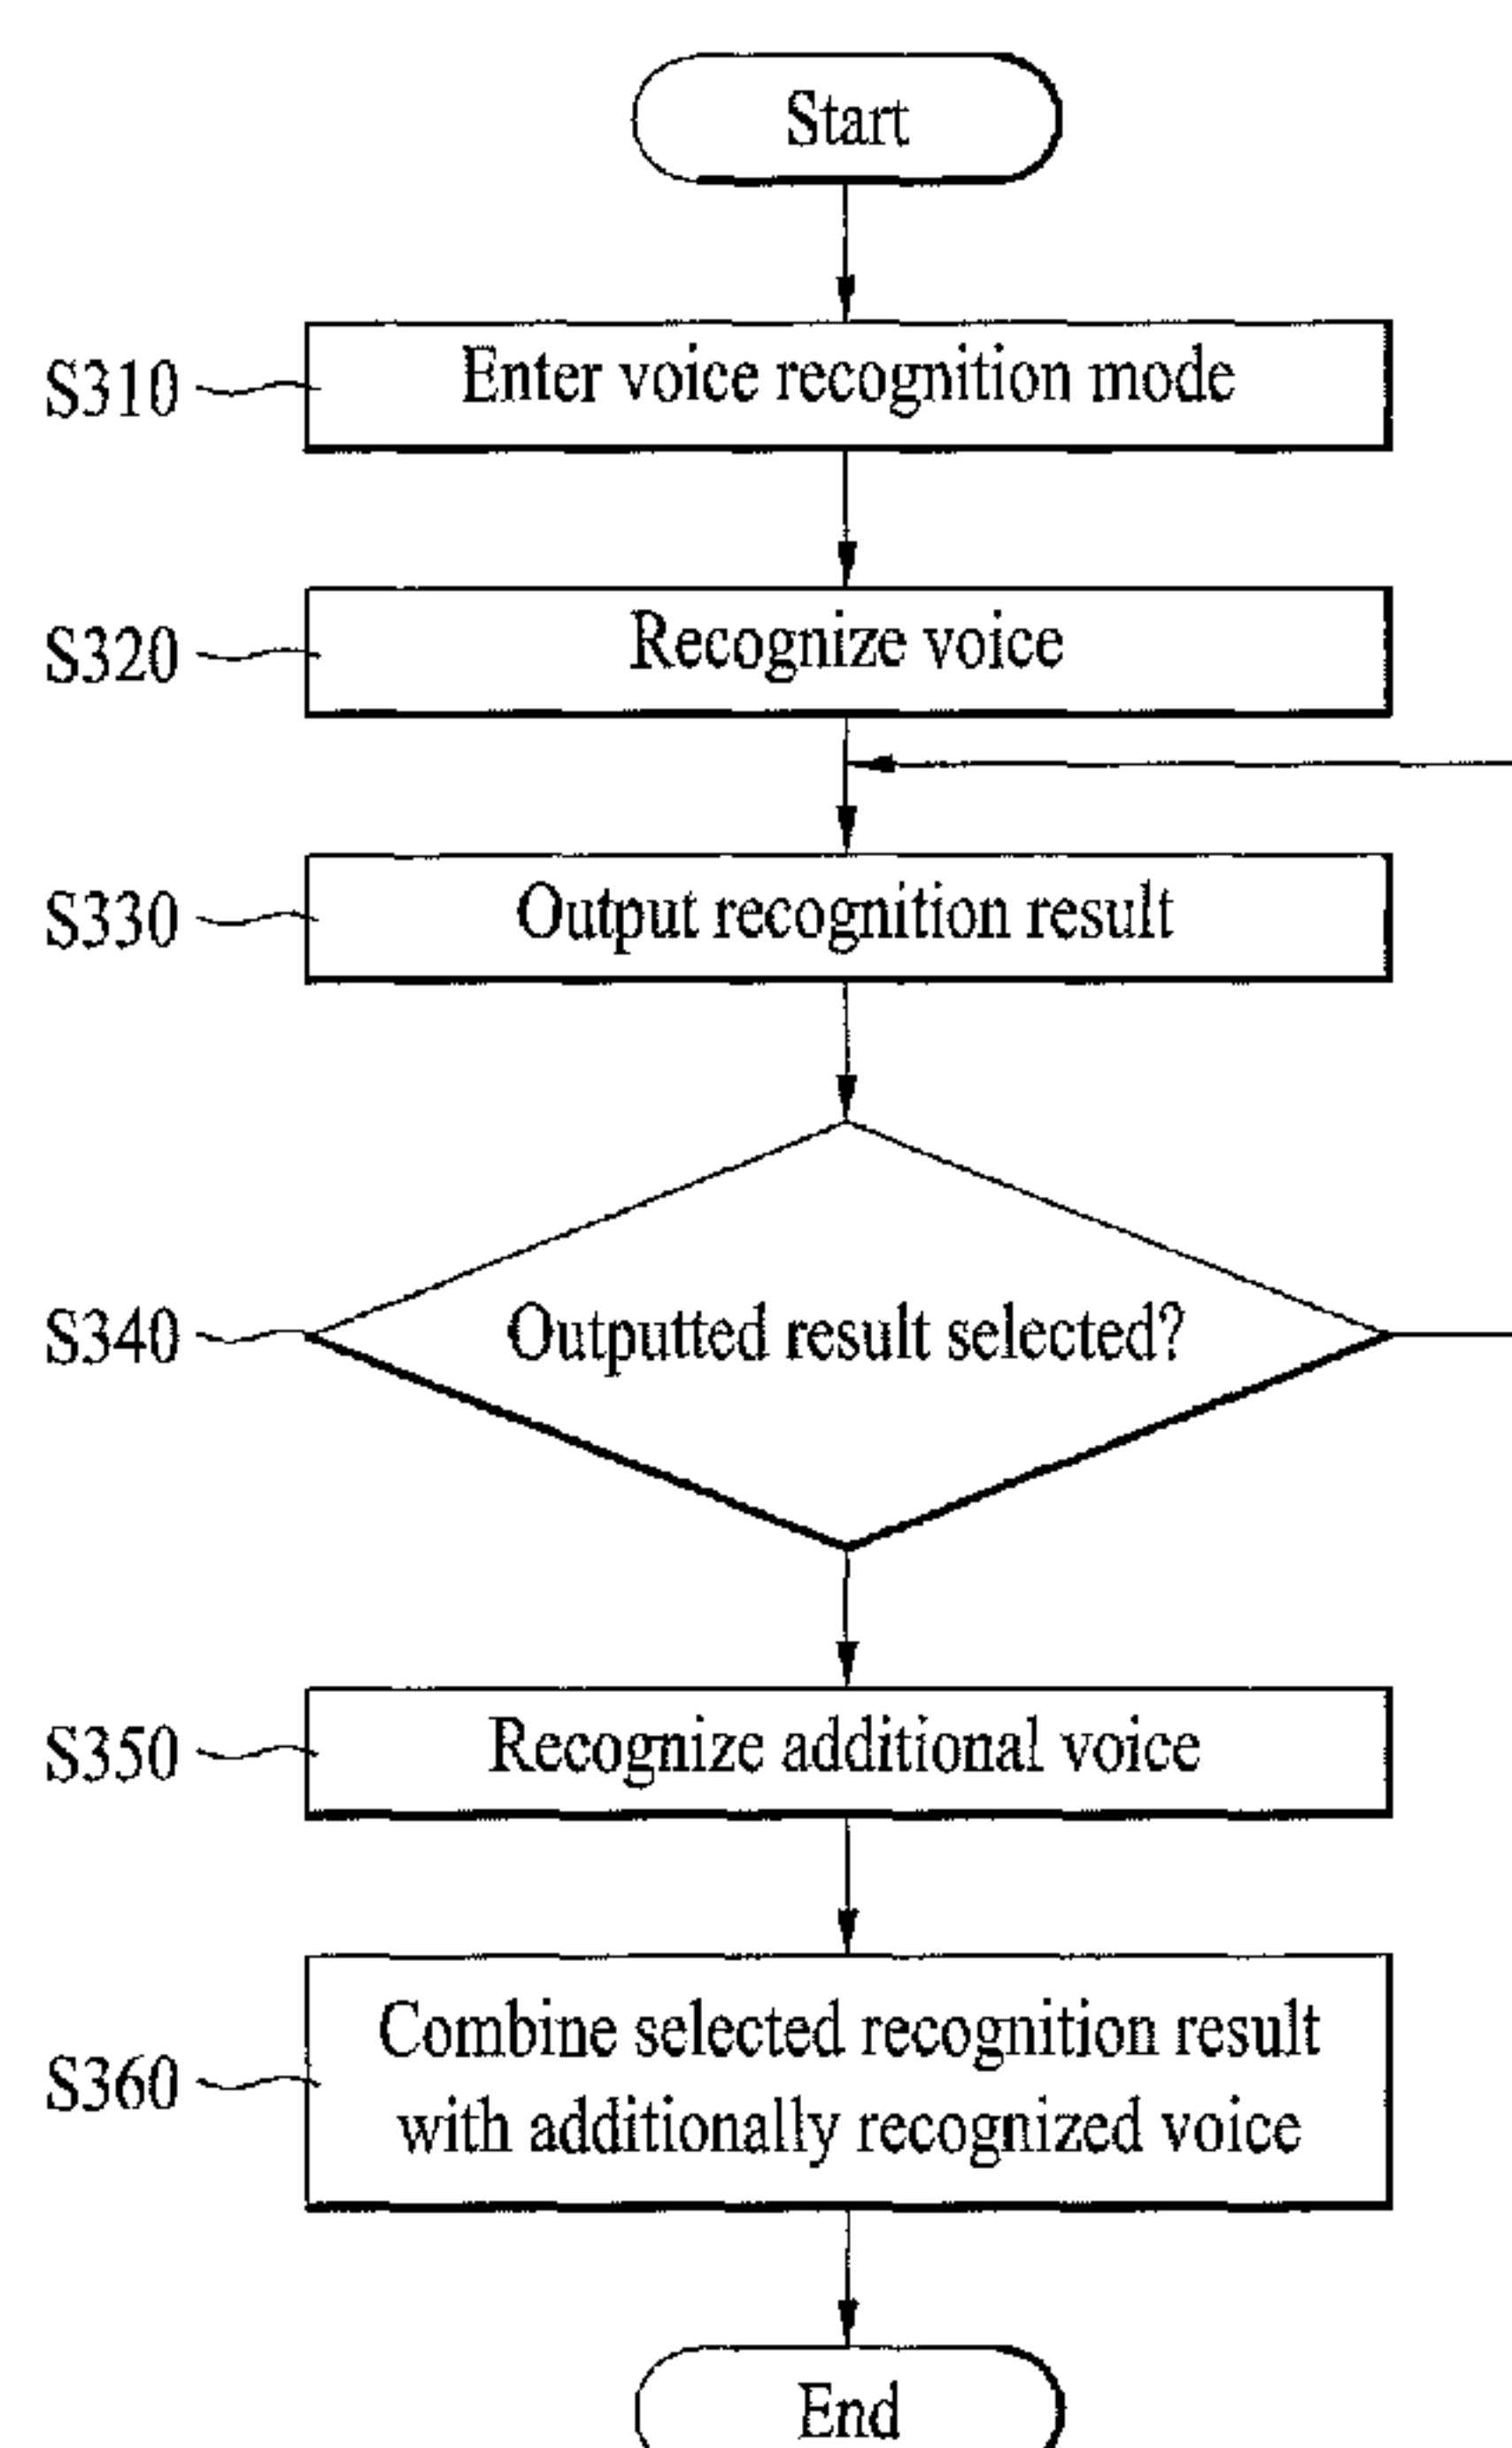 Start
S310
Enter voice recognition mode
S320
Recognize voice
S330
Output recognition result
S340
Outputted result selected?
S350
Recognize additional voice
S360
Combine selected recognition result
with additionally recognized voice
End